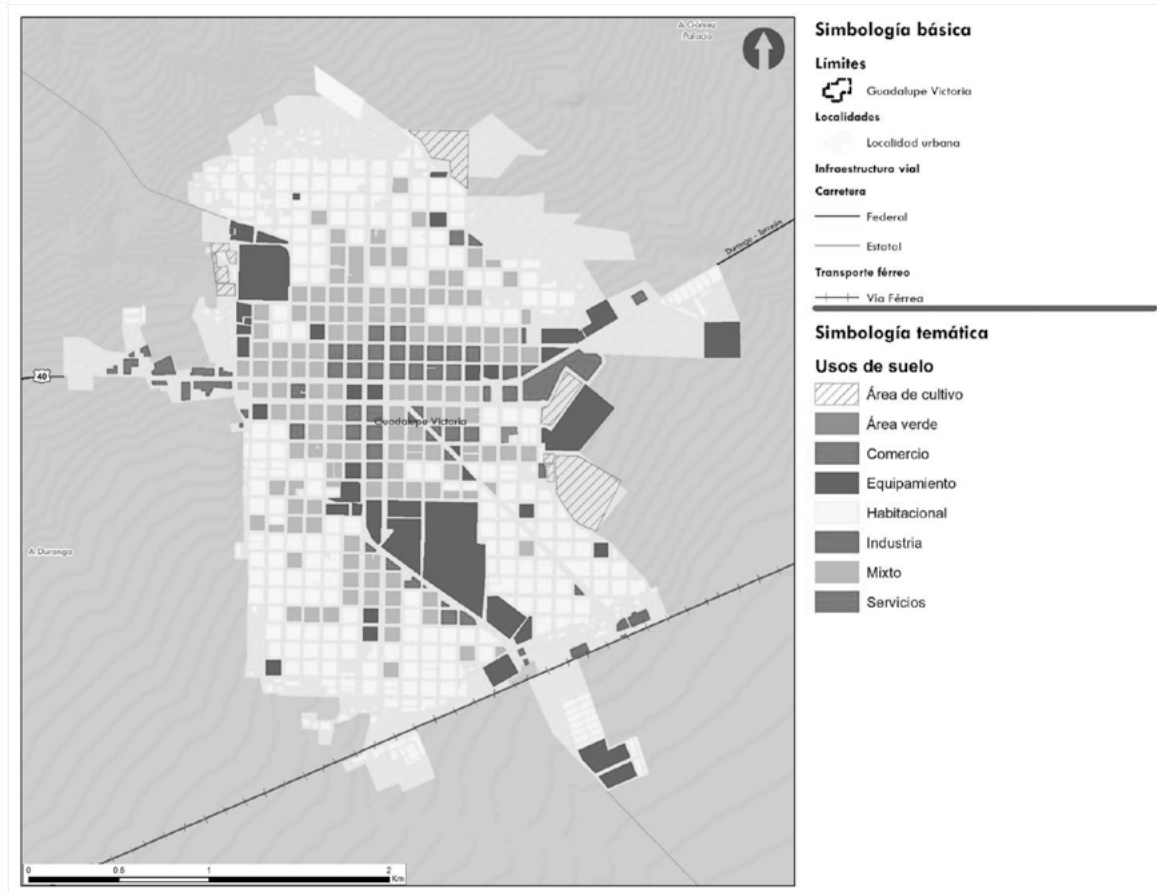 A Gómez
Palacio
Durango - Torreón
40
Guadalupe Victoria
A Durango
0
0.5
1
2
Km
Simbología básica
Límites
Guadalupe Victoria
Localidades
Localidad urbana
Infraestructura vial
Carretera
Federal
Estatal
Transporte férreo
Vía Férrea
Simbología temática
Usos de suelo
Área de cultivo
Área verde
Comercio
Equipamiento
Habitacional
Industria
Mixto
Servicios